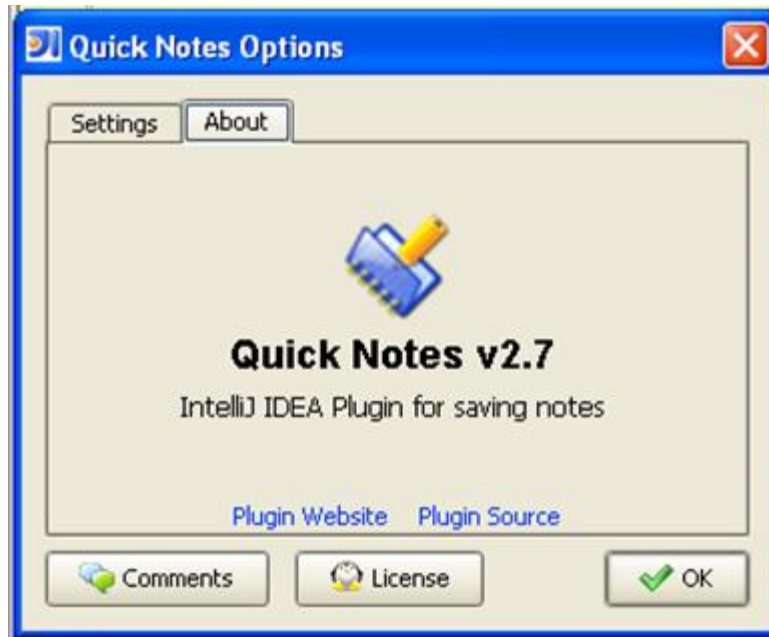 Quick Notes Options
Settings About
Quick Notes v2.7
IntelliJ IDEA Plugin for saving notes
Plugin Website Plugin Source
Comments License OK